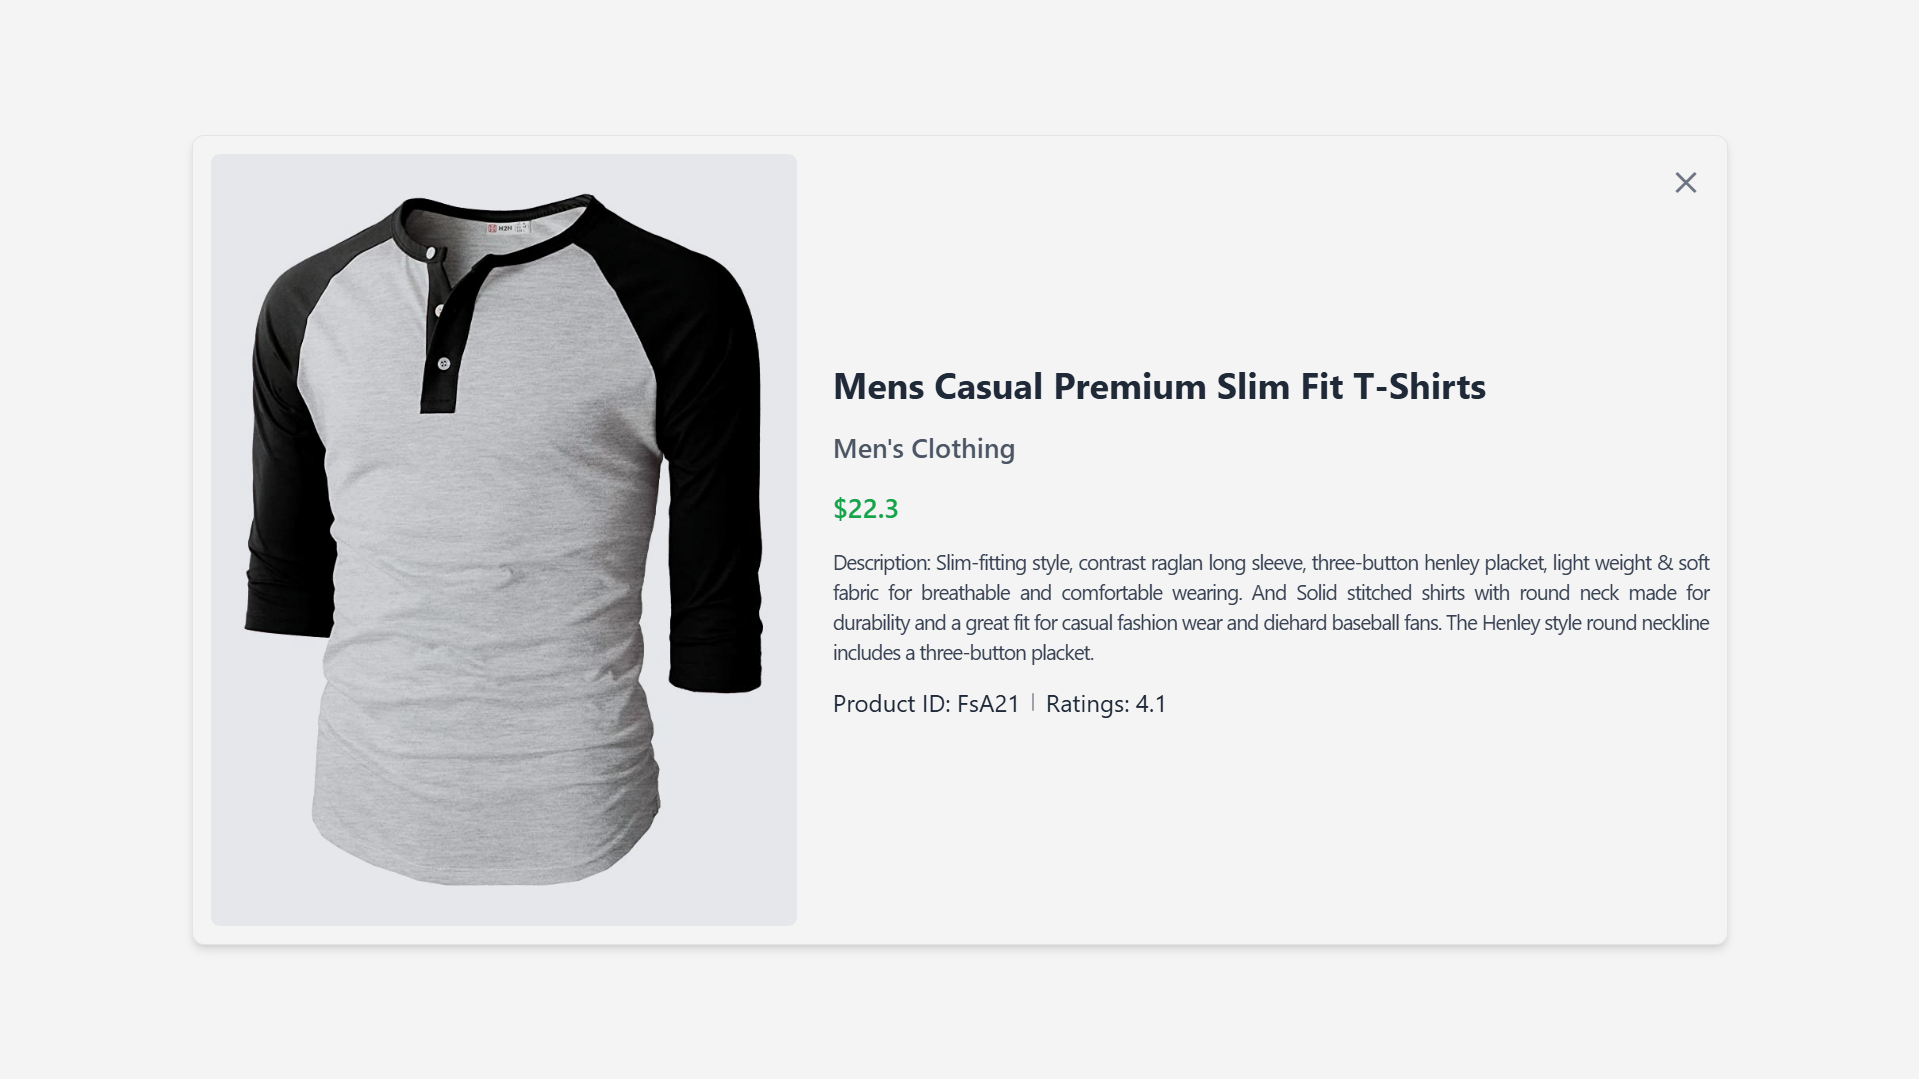 H2H
Mens Casual Premium Slim Fit T-Shirts
Men's Clothing
$22.3
Description: Slim-fitting style, contrast raglan long sleeve, three-button henley placket, light weight & soft
fabric for breathable and comfortable wearing. And Solid stitched shirts with round neck made for
durability and a great fit for casual fashion wear and diehard baseball fans. The Henley style round neckline
includes a three-button placket.
Product ID: FsA21 | Ratings: 4.1